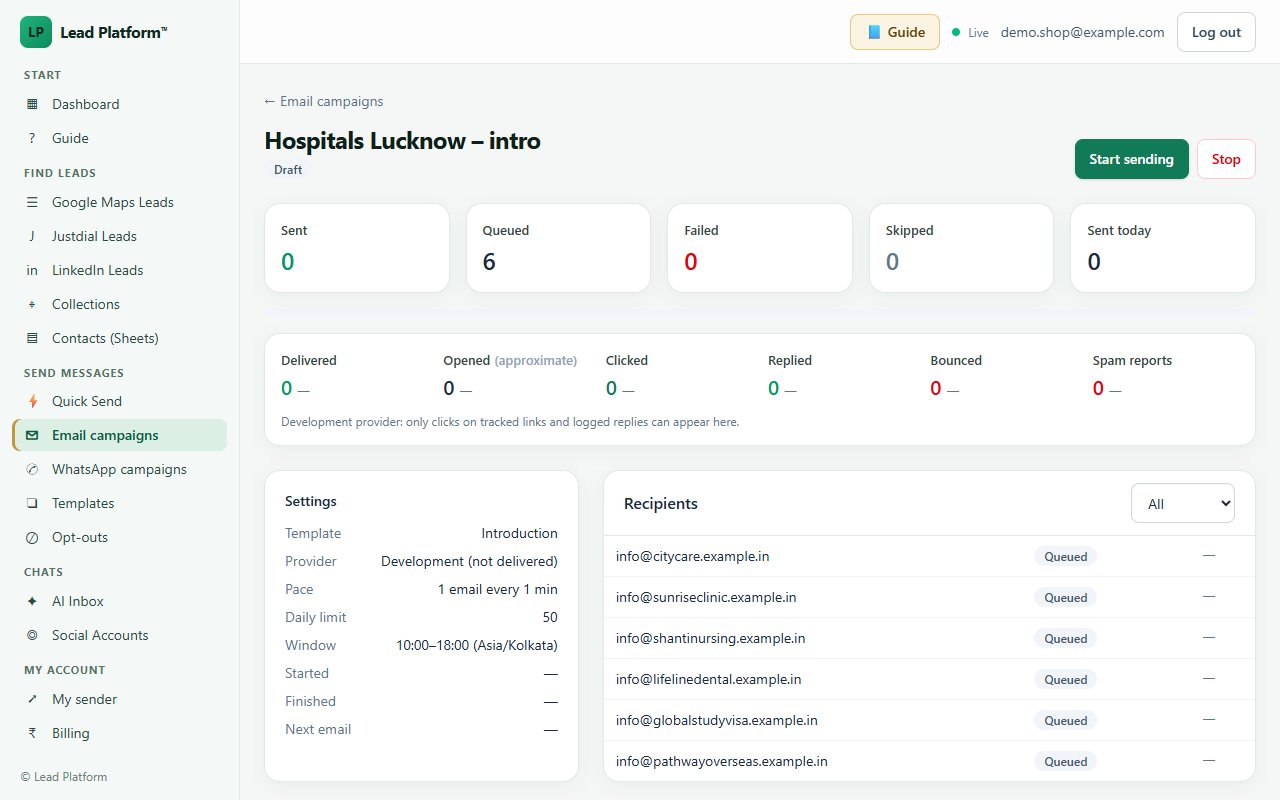 LP Lead Platform™
START
Dashboard
? Guide
FIND LEADS
Google Maps Leads
J Justdial Leads
in LinkedIn Leads
Collections
Contacts (Sheets)
SEND MESSAGES
Quick Send
Email campaigns
WhatsApp campaigns
Templates
Opt-outs
CHATS
AI Inbox
Social Accounts
MY ACCOUNT
My sender
₹ Billing
© Lead Platform
Guide Live demo.shop@example.com Log out
← Email campaigns
Hospitals Lucknow – intro
Draft
Start sending Stop
Sent Queued Failed Skipped Sent today
0 6 0 0 0
Delivered Opened (approximate) Clicked Replied Bounced Spam reports
0 — 0 — 0 — 0 — 0 — 0 —
Development provider: only clicks on tracked links and logged replies can appear here.
Settings
Template Introduction
Provider Development (not delivered)
Pace 1 email every 1 min
Daily limit 50
Window 10:00–18:00 (Asia/Kolkata)
Started —
Finished —
Next email —
Recipients All
info@citycare.example.in Queued —
info@sunriseclinic.example.in Queued —
info@shantinursing.example.in Queued —
info@lifelinedental.example.in Queued —
info@globalstudyvisa.example.in Queued —
info@pathwayoverseas.example.in Queued —